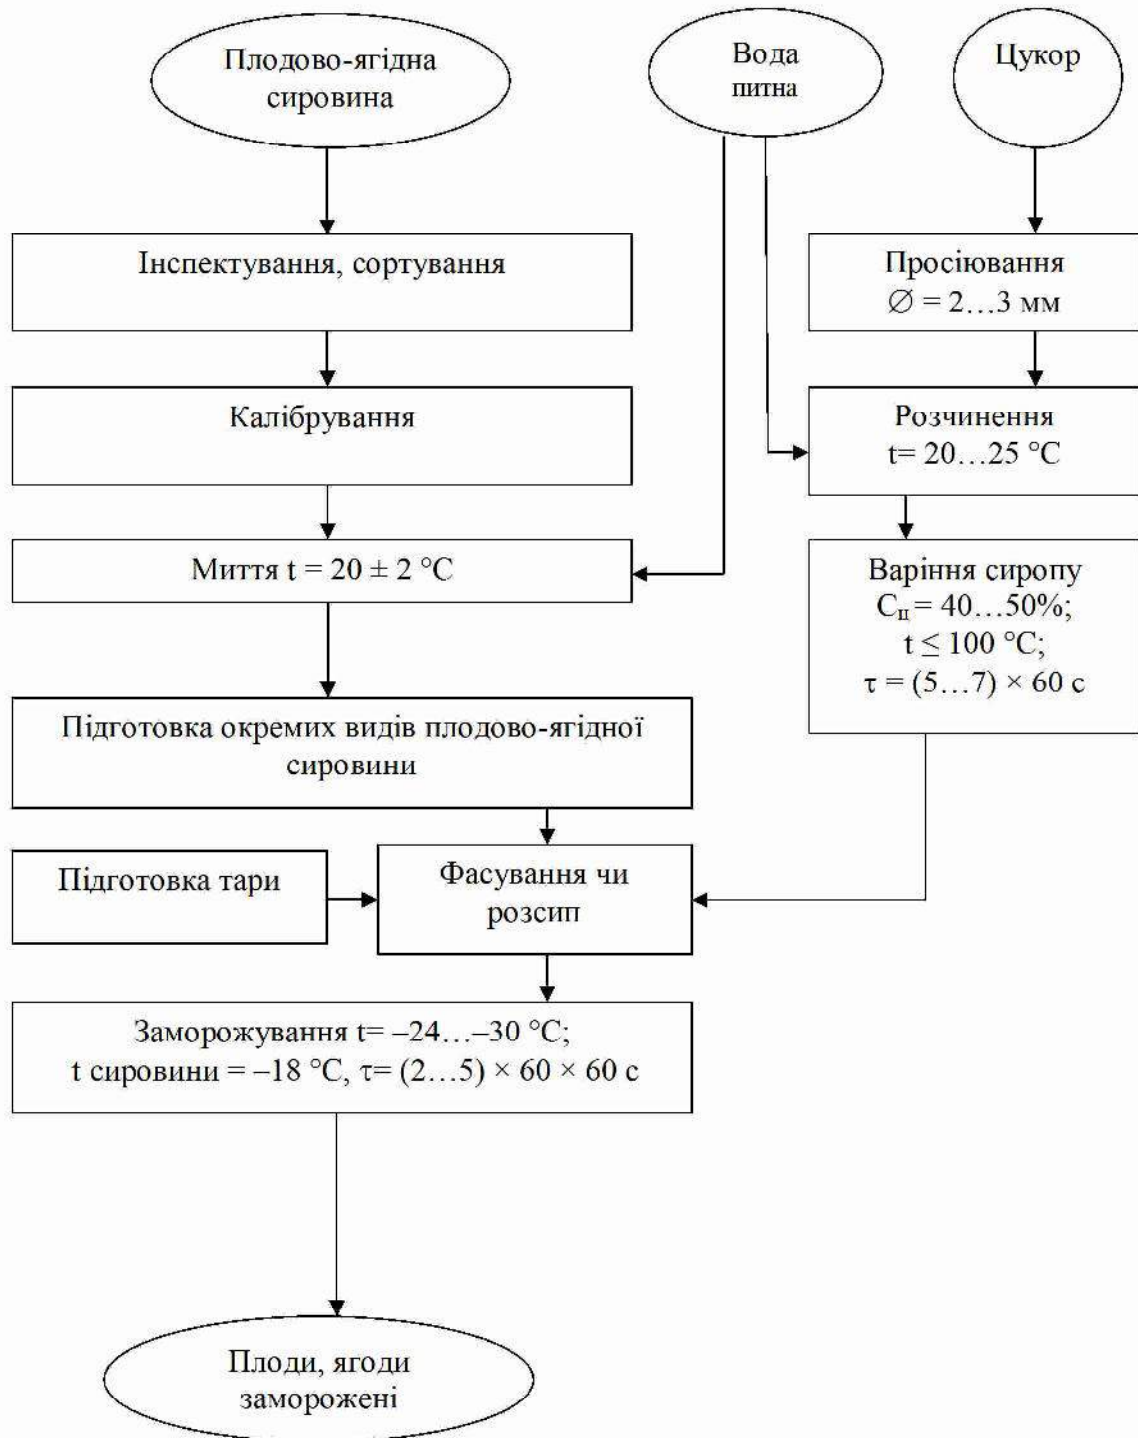 Плодово-ягідна
сировина
Вода
питна
Цукор
Інспектування, сортування
Просіювання
∅ = 2…3 мм
Калібрування
Розчинення
t= 20…25 °С
Миття t = 20 ± 2 °С
Варіння сиропу
Сц = 40…50%;
t ≤ 100 °С;
τ = (5…7) × 60 с
Підготовка окремих видів плодово-ягідної
сировини
Підготовка тари
Фасування чи
розсип
Заморожування t= –24…–30 °С;
t сировини = –18 °С, τ= (2…5) × 60 × 60 с
Плоди, ягоди
заморожені